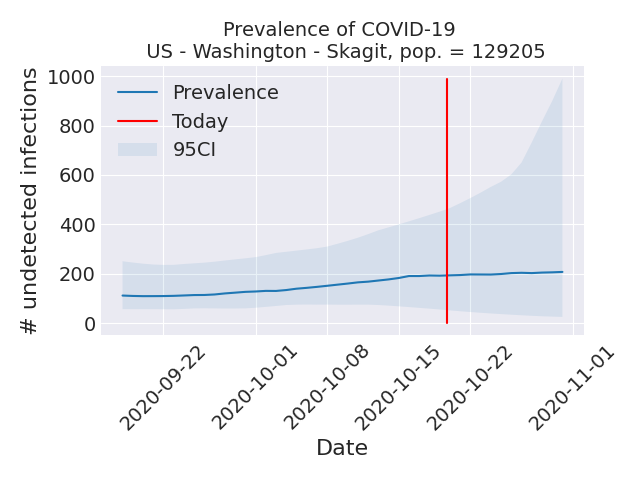 Prevalence of COVID-19
US - Washington - Skagit, pop. = 129205
# undetected infections
1000
800
600
400
200
0
Prevalence
Today
95CI
2020-09-22
2020-10-01
2020-10-08
2020-10-15
2020-10-22
2020-11-01
Date